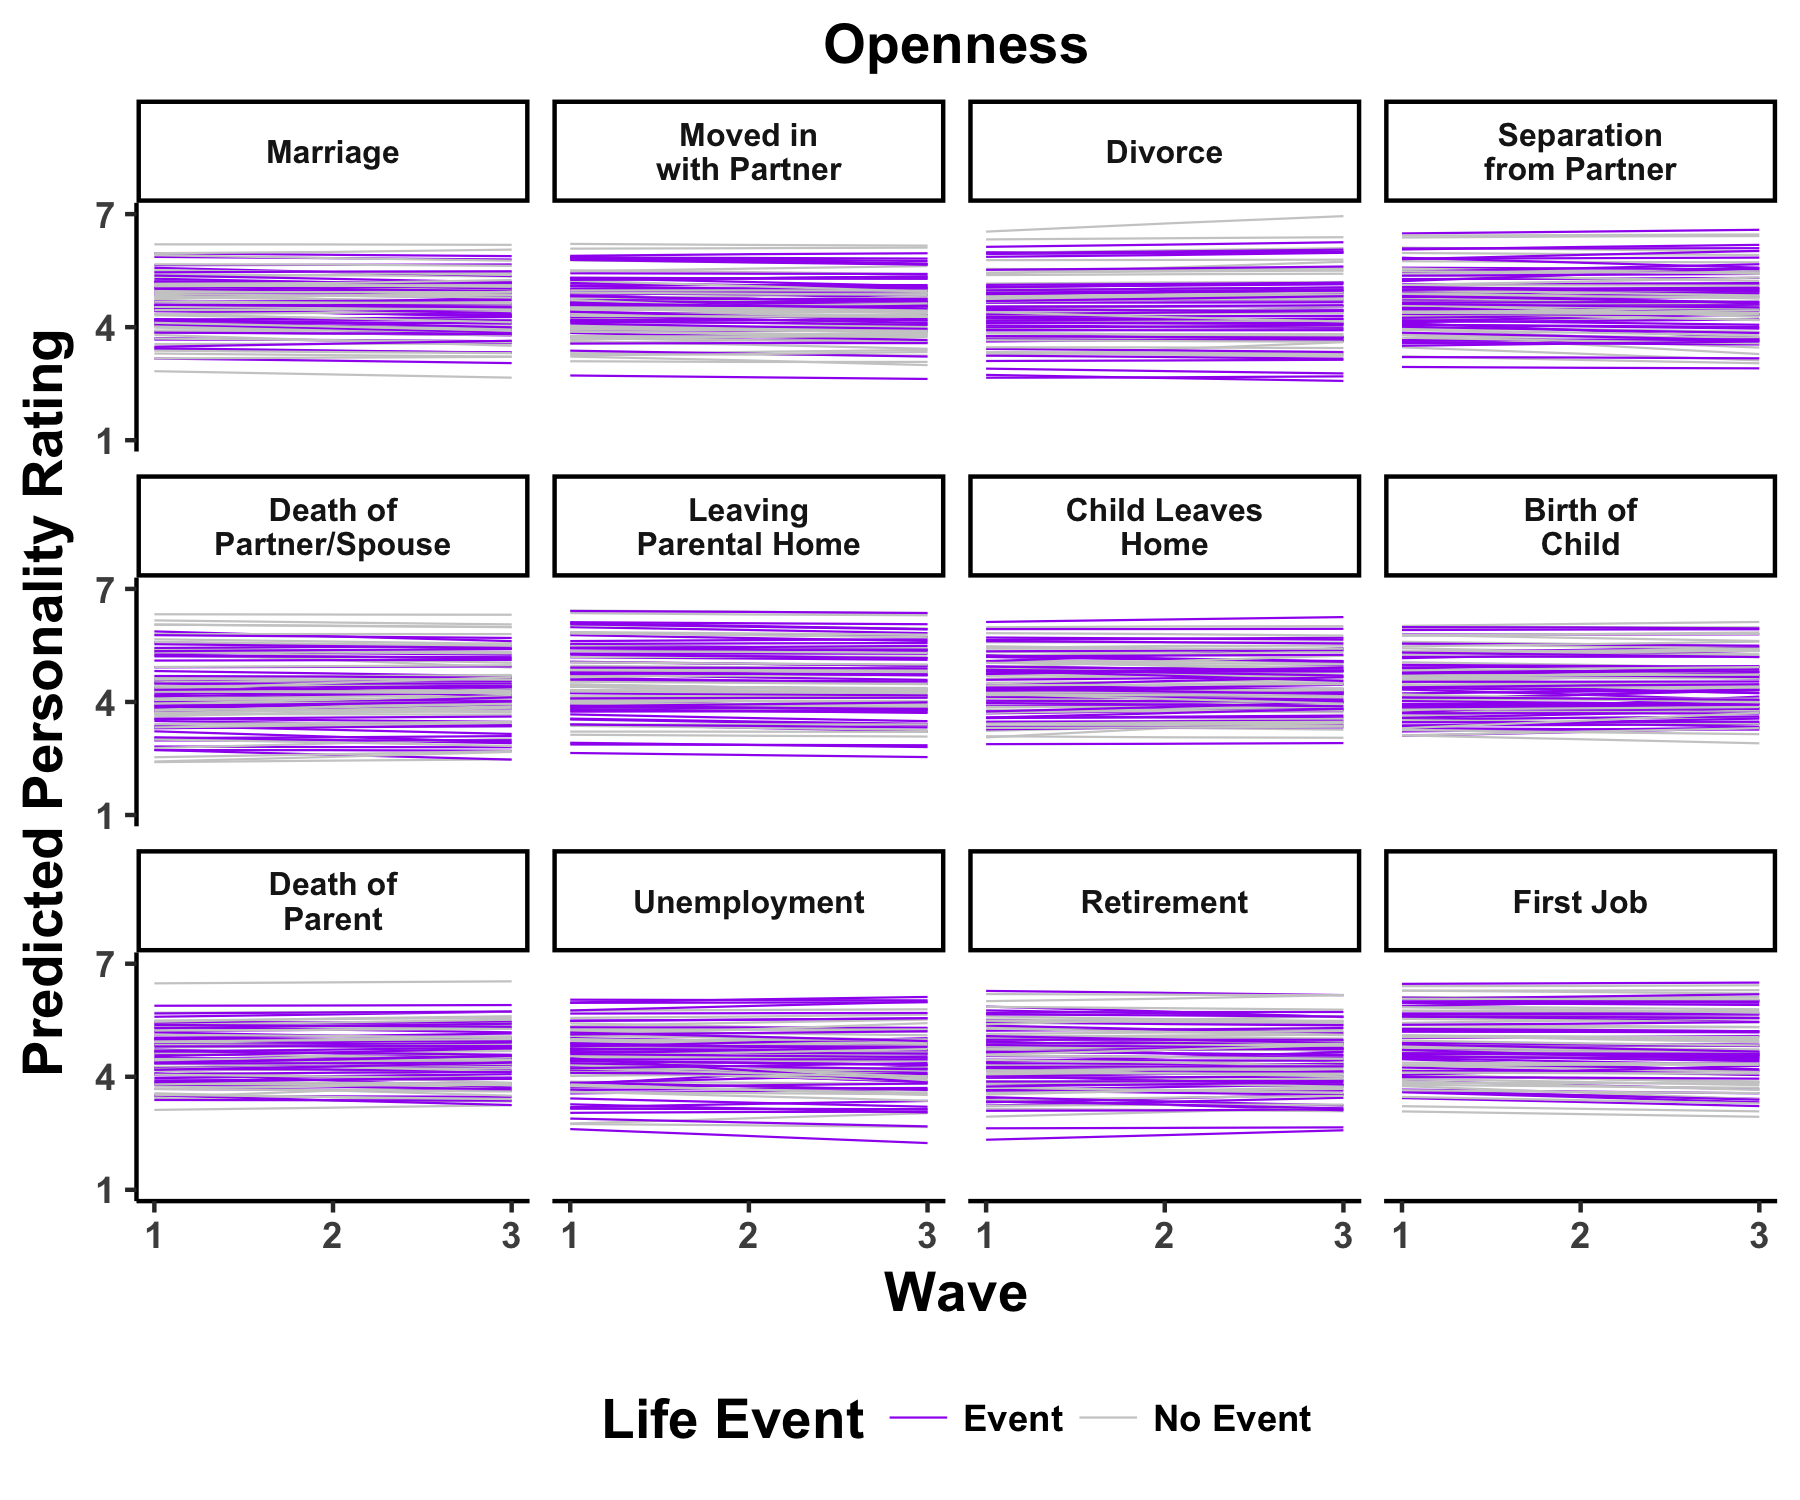 Openness
Marriage
Moved in
with Partner
Divorce
Separation
from Partner
7
4
1
Death of
Partner/Spouse
Leaving
Parental Home
Child Leaves
Home
Birth of
Child
7
4
1
Death of
Parent
Unemployment
Retirement
First Job
7
4
1
1 2 3 1 2 3 1 2 3 1 2 3
Predicted Personality Rating
Wave
Life Event Event No Event